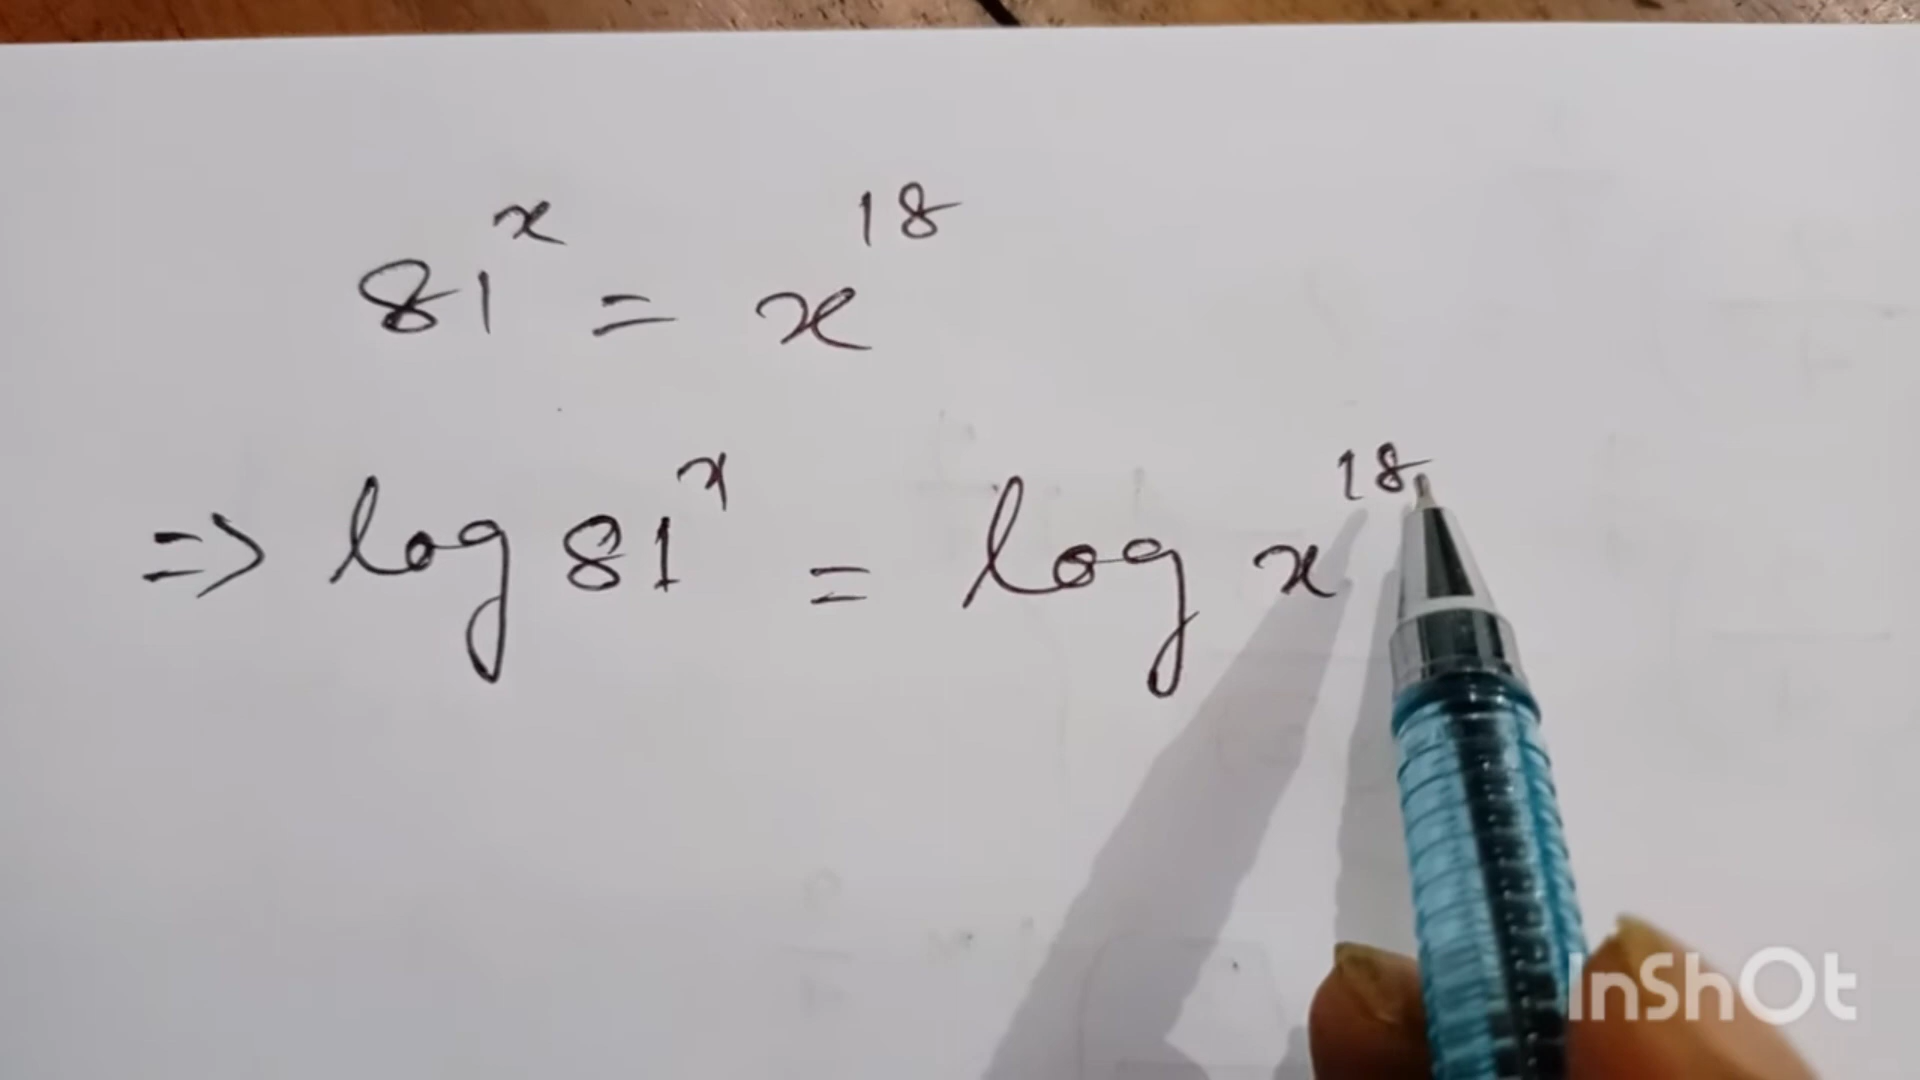 81^x = x^18
=> log 81^x = log x^18
InShOt